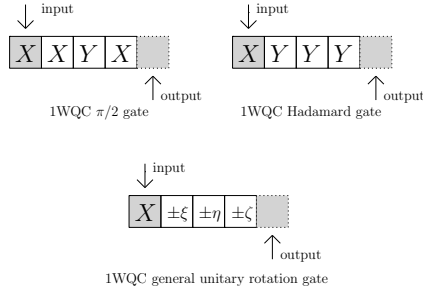 input
X X Y X
output
1WQC π/2 gate
input
X Y Y Y
output
1WQC Hadamard gate
input
X ±ξ ±η ±ζ
output
1WQC general unitary rotation gate